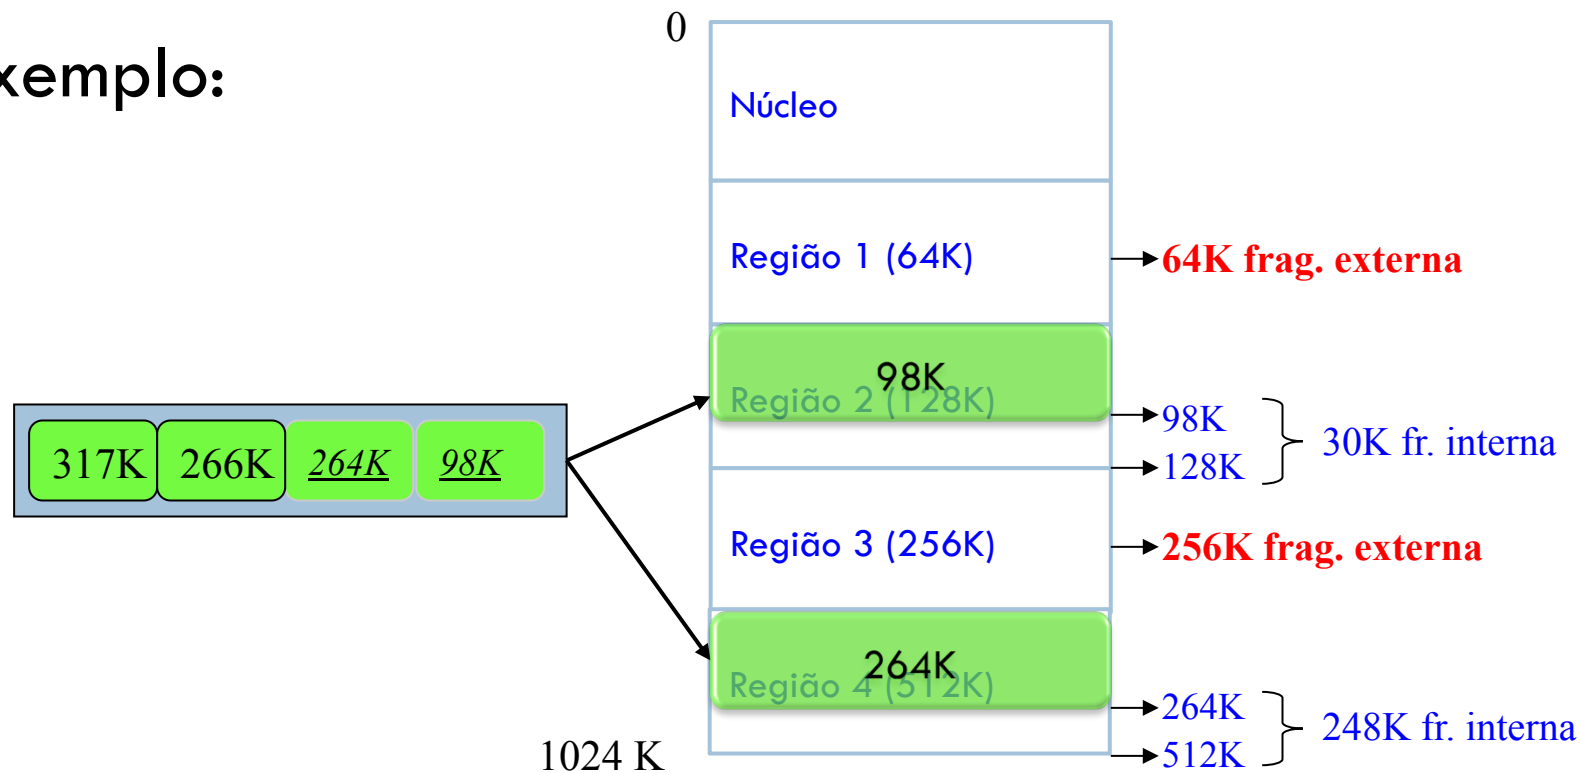 xemplo:
0
Núcleo
Região 1 (64K)
64K frag. externa
98K
Região 2 (128K)
98K
128K
30K fr. interna
317K 266K 264K 98K
Região 3 (256K)
256K frag. externa
264K
Região 4 (512K)
264K
512K
248K fr. interna
1024 K